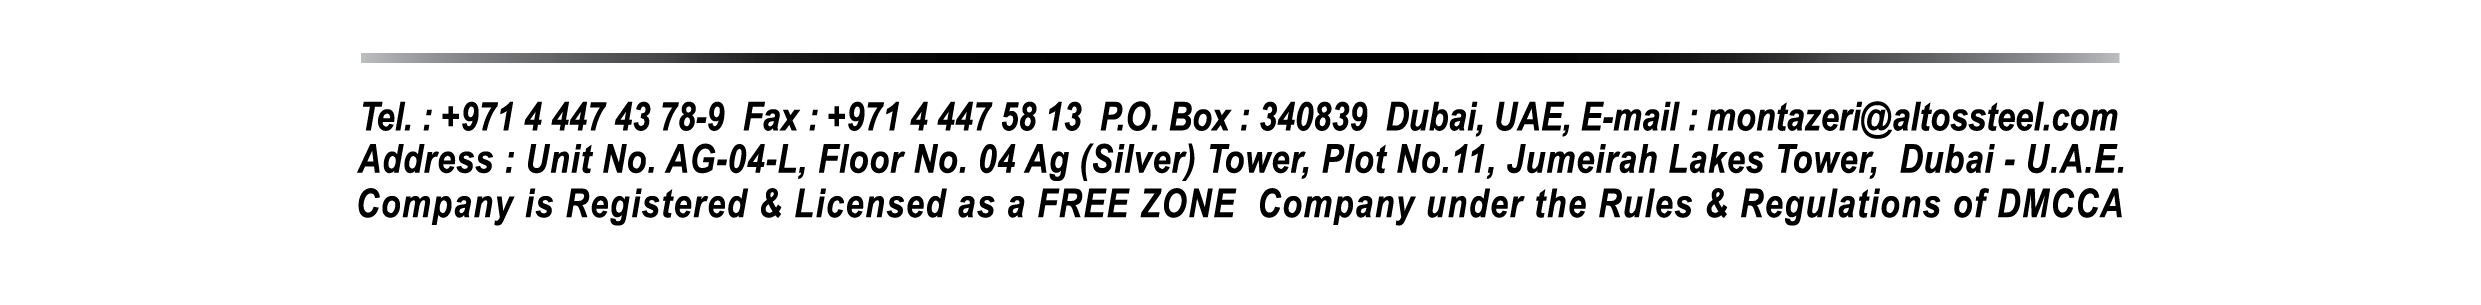 Tel. : +971 4 447 43 78-9 Fax : +971 4 447 58 13 P.O. Box : 340839 Dubai, UAE, E-mail : montazeri@altossteel.com
Address : Unit No. AG-04-L, Floor No. 04 Ag (Silver) Tower, Plot No.11, Jumeirah Lakes Tower, Dubai - U.A.E.
Company is Registered & Licensed as a FREE ZONE Company under the Rules & Regulations of DMCCA